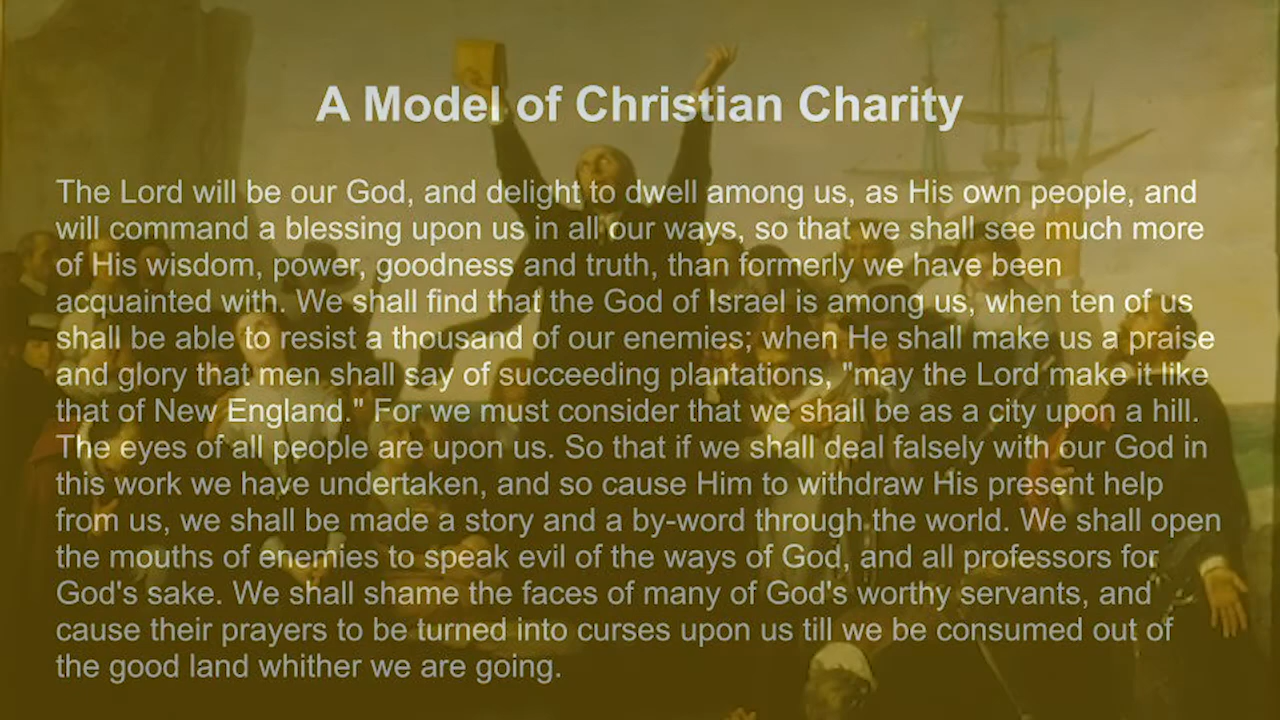 A Model of Christian Charity
The Lord will be our God, and delight to dwell among us, as His own people, and
will command a blessing upon us in all our ways, so that we shall see much more
of His wisdom, power, goodness and truth, than formerly we have been
acquainted with. We shall find that the God of Israel is among us, when ten of us
shall be able to resist a thousand of our enemies; when He shall make us a praise
and glory that men shall say of succeeding plantations, "may the Lord make it like
that of New England." For we must consider that we shall be as a city upon a hill.
The eyes of all people are upon us. So that if we shall deal falsely with our God in
this work we have undertaken, and so cause Him to withdraw His present help
from us, we shall be made a story and a by-word through the world. We shall open
the mouths of enemies to speak evil of the ways of God, and all professors for
God's sake. We shall shame the faces of many of God's worthy servants, and
cause their prayers to be turned into curses upon us till we be consumed out of
the good land whither we are going.